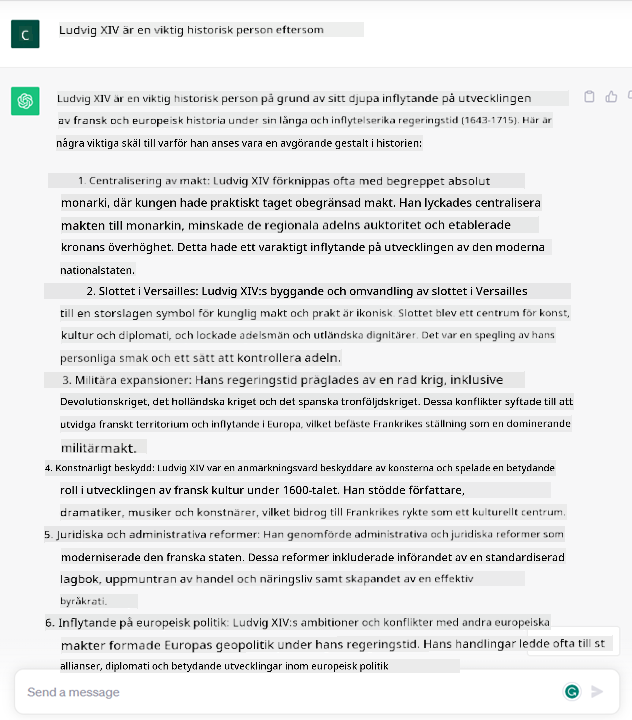 C
Ludvig XIV är en viktig historisk person eftersom
Ludvig XIV är en viktig historisk person på grund av sitt djupa inflytande på utvecklingen
av fransk och europeisk historia under sin långa och inflytelserika regeringstid (1643-1715). Här är
några viktiga skäl till varför han anses vara en avgörande gestalt i historien:
1. Centralisering av makt: Ludvig XIV förknippas ofta med begreppet absolut
monarki, där kungen hade praktiskt taget obegränsad makt. Han lyckades centralisera
makten till monarkin, minskade de regionala adelns auktoritet och etablerade
kronans överhöghet. Detta hade ett varaktigt inflytande på utvecklingen av den moderna
nationalstaten.
2. Slottet i Versailles: Ludvig XIV:s byggande och omvandling av slottet i Versailles
till en storslagen symbol för kunglig makt och prakt är ikonisk. Slottet blev ett centrum för konst,
kultur och diplomati, och lockade adelsmän och utländska dignitärer. Det var en spegling av hans
personliga smak och ett sätt att kontrollera adeln.
3. Militära expansioner: Hans regeringstid präglades av en rad krig, inklusive
Devolutionskriget, det holländska kriget och det spanska tronföljdskriget. Dessa konflikter syftade till att
utvidga franskt territorium och inflytande i Europa, vilket befäste Frankrikes ställning som en dominerande
militärmakt.
4. Konstnärligt beskydd: Ludvig XIV var en anmärkningsvärd beskyddare av konsterna och spelade en betydande
roll i utvecklingen av fransk kultur under 1600-talet. Han stödde författare,
dramatiker, musiker och konstnärer, vilket bidrog till Frankrikes rykte som ett kulturellt centrum.
5. Juridiska och administrativa reformer: Han genomförde administrativa och juridiska reformer som
moderniserade den franska staten. Dessa reformer inkluderade införandet av en standardiserad
lagbok, uppmuntran av handel och näringsliv samt skapandet av en effektiv
byråkrati.
6. Inflytande på europeisk politik: Ludvig XIV:s ambitioner och konflikter med andra europeiska
makter formade Europas geopolitik under hans regeringstid. Hans handlingar ledde ofta till st
allianser, diplomati och betydande utvecklingar inom europeisk politik
Send a message